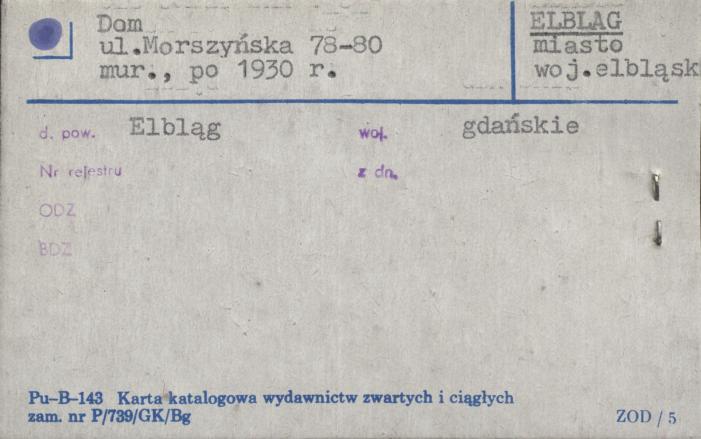 Dom
ul.Morszyńska 78-80
mur., po 1930 r.
ELBLĄG
miasto
woj.elbląsk
d. pow. Elbląg woj. gdańskie
Nr rejestru z dn.
ODZ
BDZ
Pu-B-143 Karta katalogowa wydawnictw zwartych i ciągłych
zam. nr P/739/GK/Bg
ZOD / 5